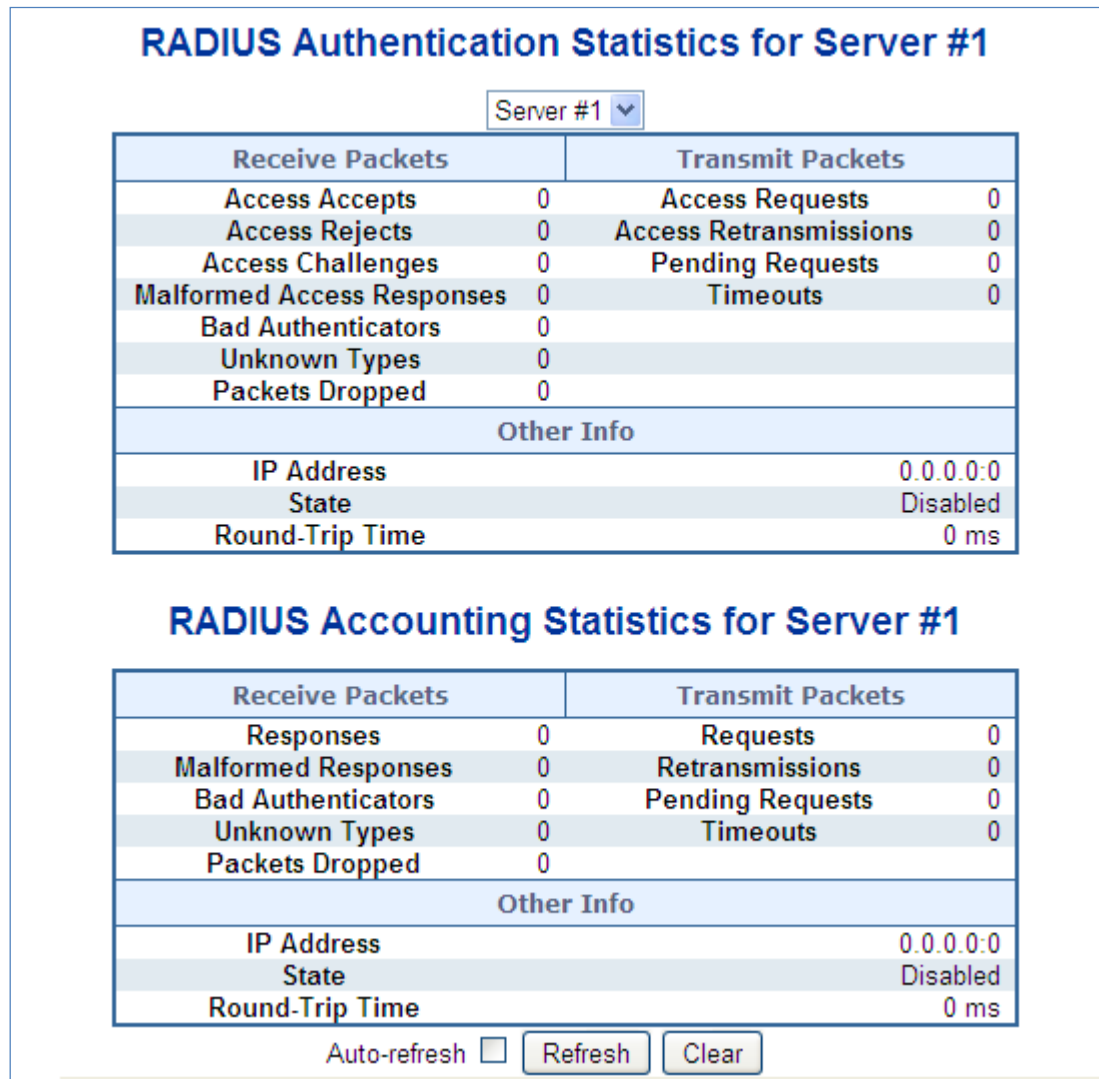 RADIUS Authentication Statistics for Server #1
Server #1
Receive Packets Transmit Packets
Access Accepts 0 Access Requests 0
Access Rejects 0 Access Retransmissions 0
Access Challenges 0 Pending Requests 0
Malformed Access Responses 0 Timeouts 0
Bad Authenticators 0
Unknown Types 0
Packets Dropped 0
Other Info
IP Address 0.0.0.0:0
State Disabled
Round-Trip Time 0 ms
RADIUS Accounting Statistics for Server #1
Receive Packets Transmit Packets
Responses 0 Requests 0
Malformed Responses 0 Retransmissions 0
Bad Authenticators 0 Pending Requests 0
Unknown Types 0 Timeouts 0
Packets Dropped 0
Other Info
IP Address 0.0.0.0:0
State Disabled
Round-Trip Time 0 ms
Auto-refresh Refresh Clear